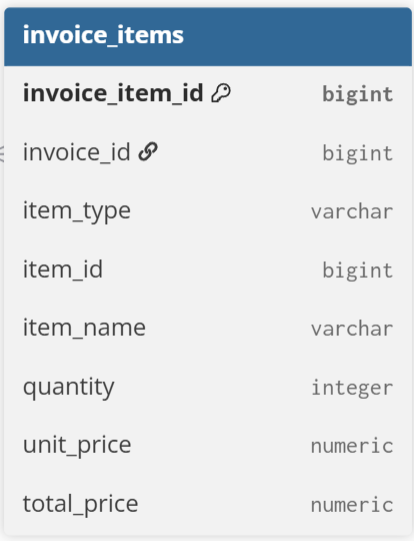 invoice_items
invoice_item_id bigint
invoice_id bigint
item_type varchar
item_id bigint
item_name varchar
quantity integer
unit_price numeric
total_price numeric